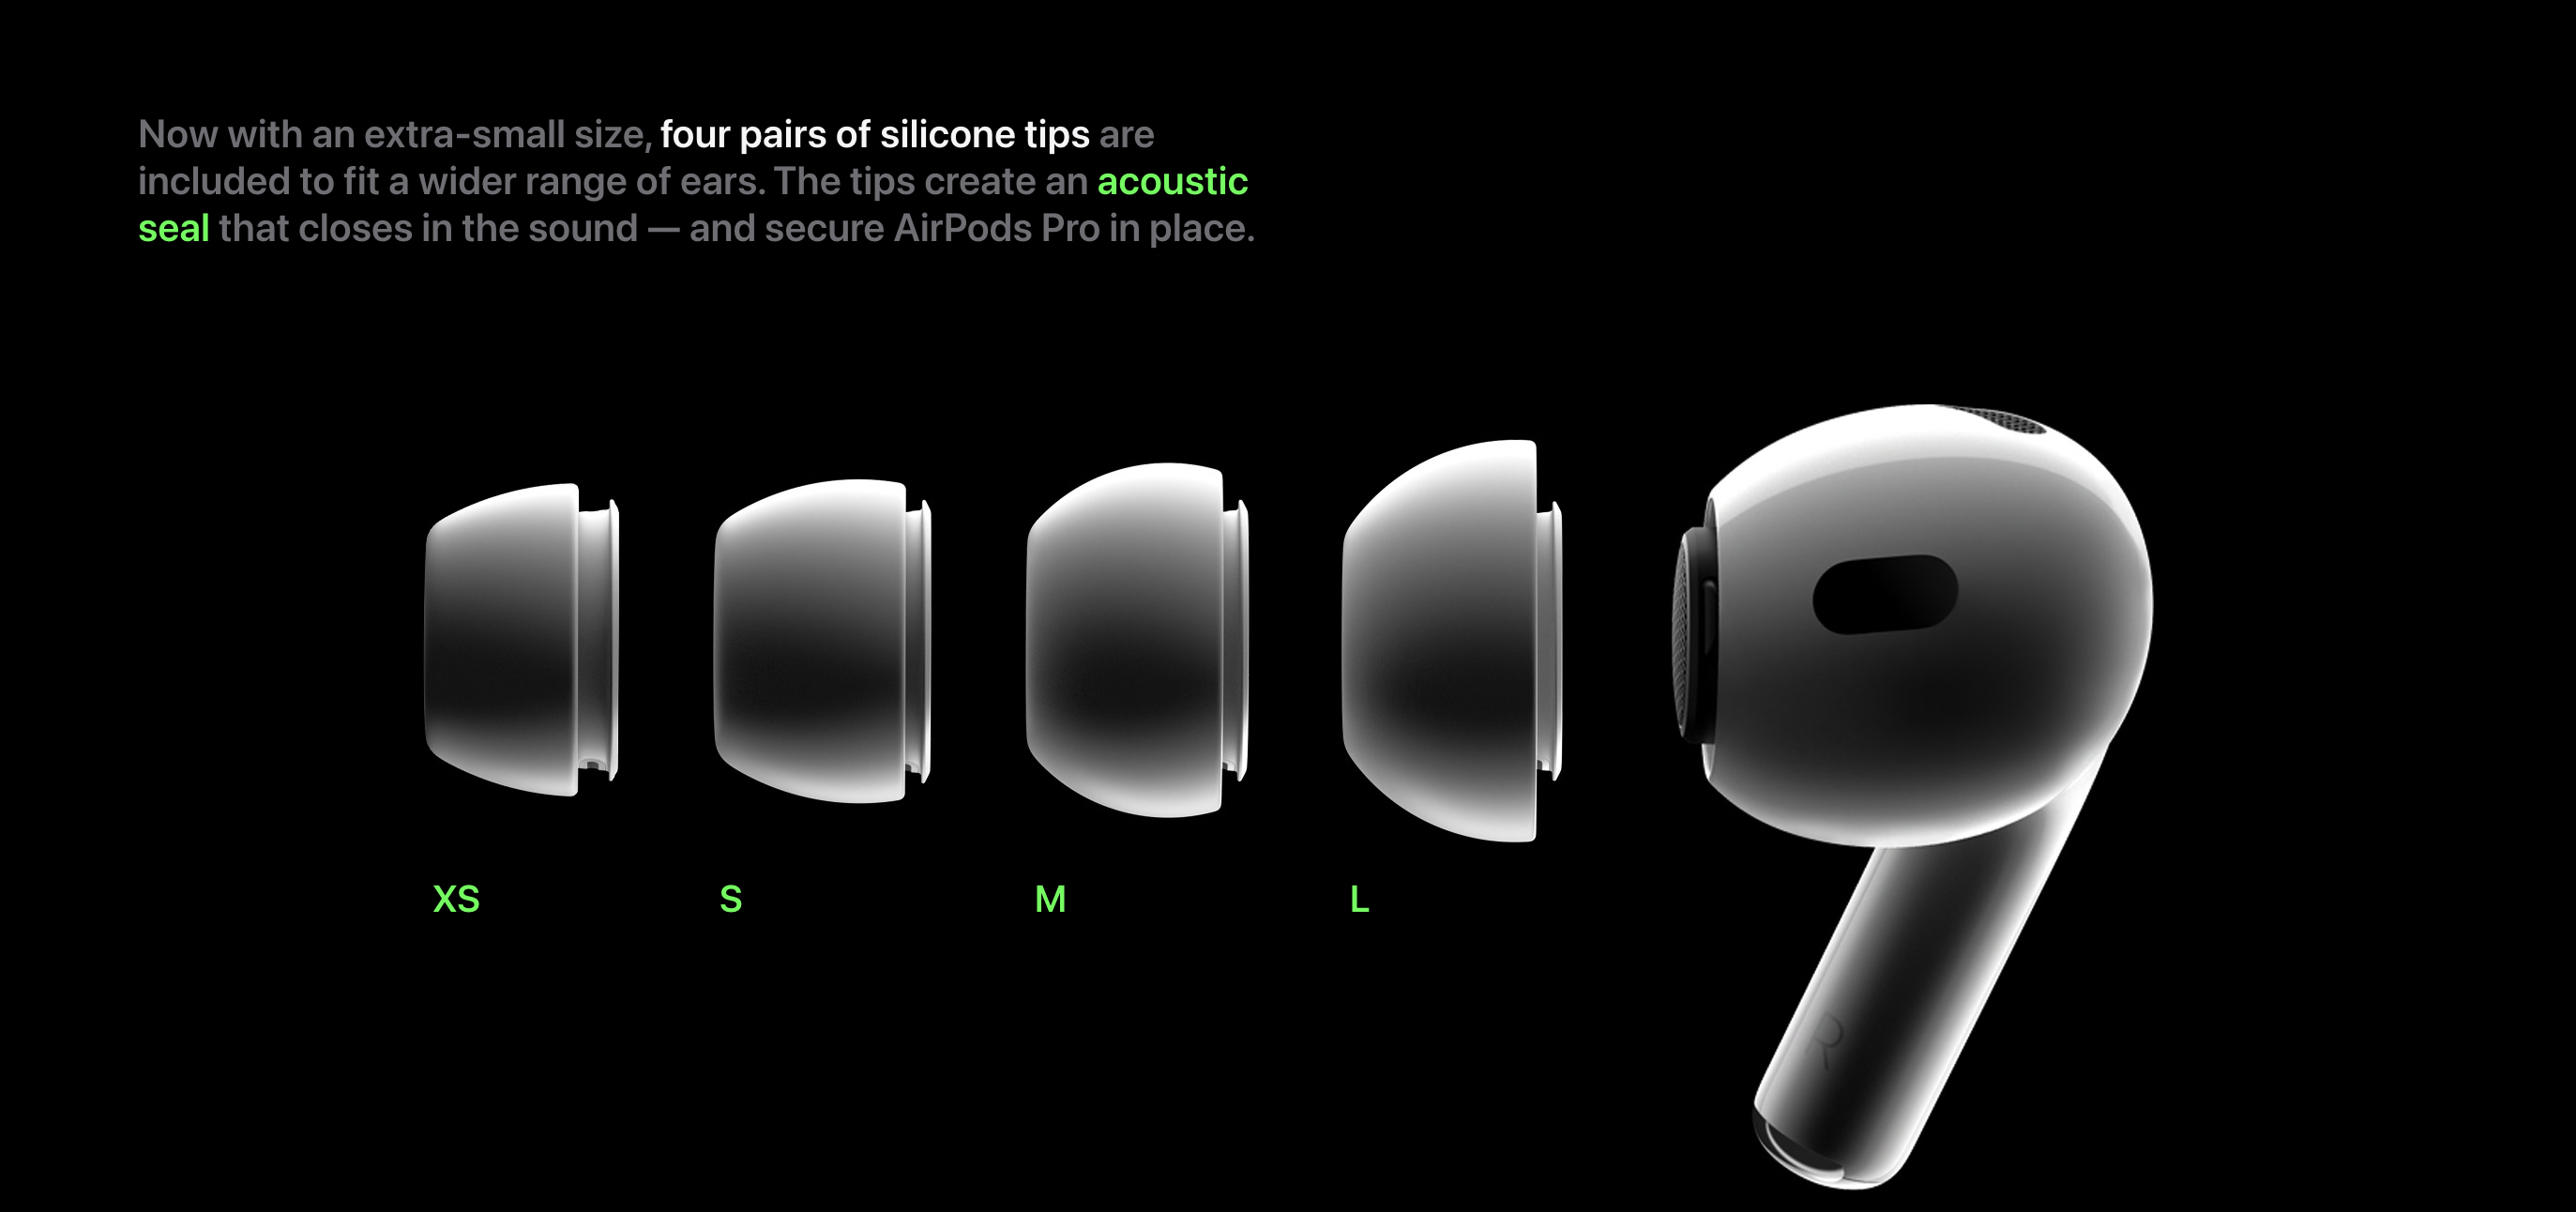 Now with an extra-small size, four pairs of silicone tips are
included to fit a wider range of ears. The tips create an acoustic
seal that closes in the sound — and secure AirPods Pro in place.
XS
S
M
L
R